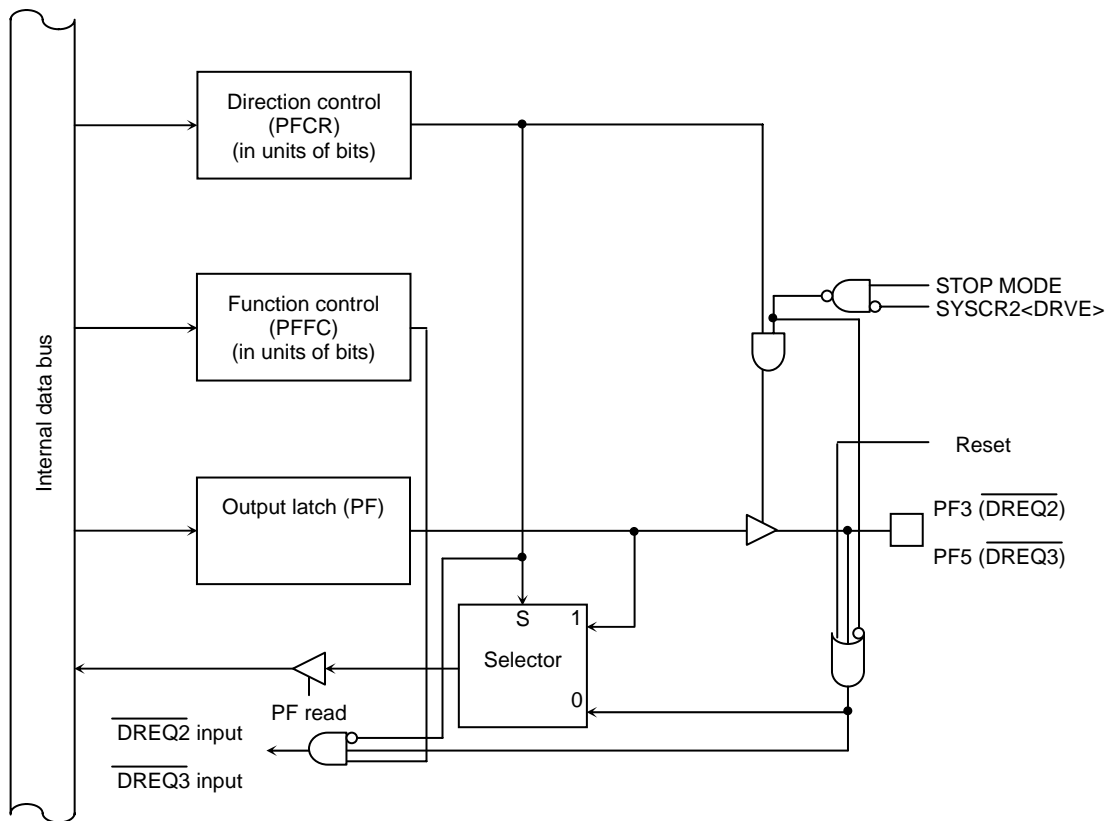 Internal data bus
Direction control
(PFCR)
(in units of bits)
Function control
(PFFC)
(in units of bits)
STOP MODE
SYSCR2<DRVE>
Reset
Output latch (PF)
PF3 (DREQ2)
PF5 (DREQ3)
S
1
Selector
0
PF read
DREQ2 input
DREQ3 input